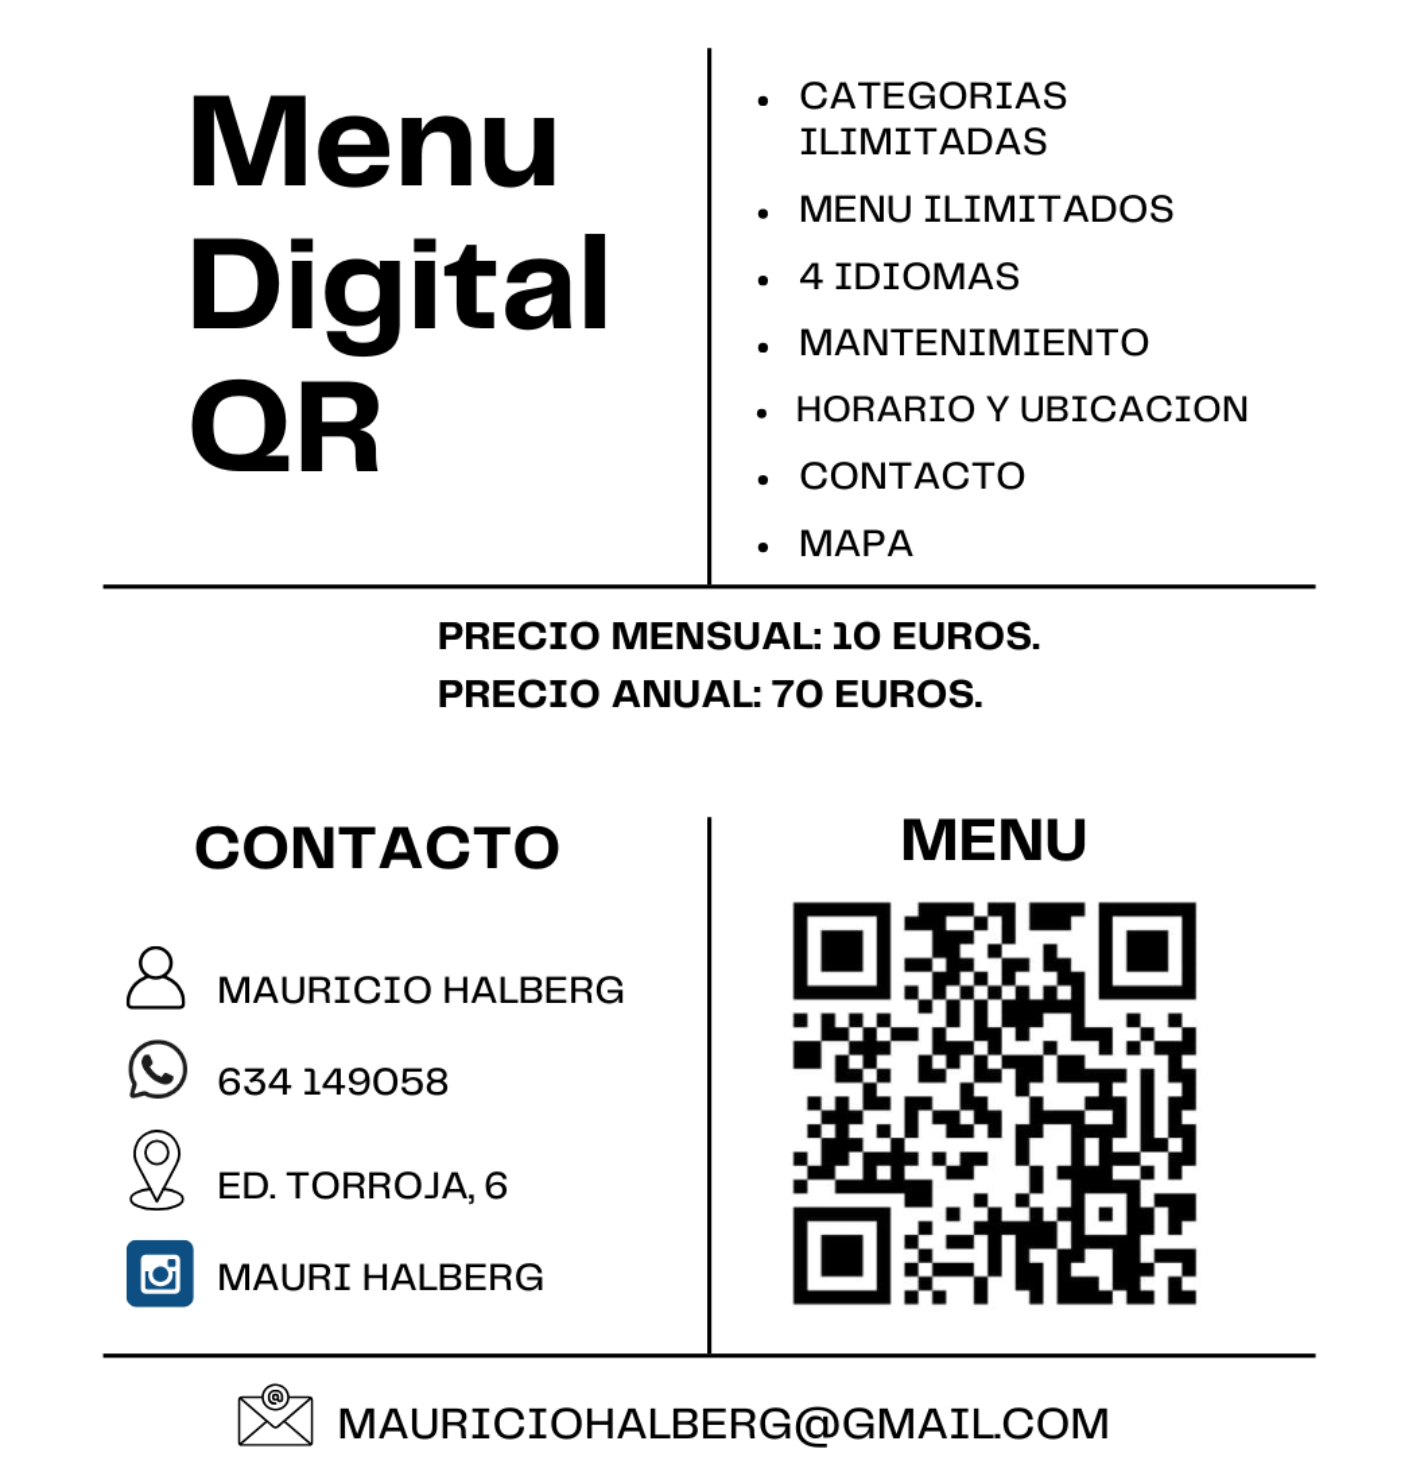 Menu
Digital
QR
CATEGORIAS
ILIMITADAS
MENU ILIMITADOS
4 IDIOMAS
MANTENIMIENTO
HORARIO Y UBICACION
CONTACTO
MAPA
PRECIO MENSUAL: 10 EUROS.
PRECIO ANUAL: 70 EUROS.
CONTACTO
MAURICIO HALBERG
634 149058
ED. TORROJA, 6
MAURI HALBERG
MENU
MAURICIOHALBERG@GMAIL.COM